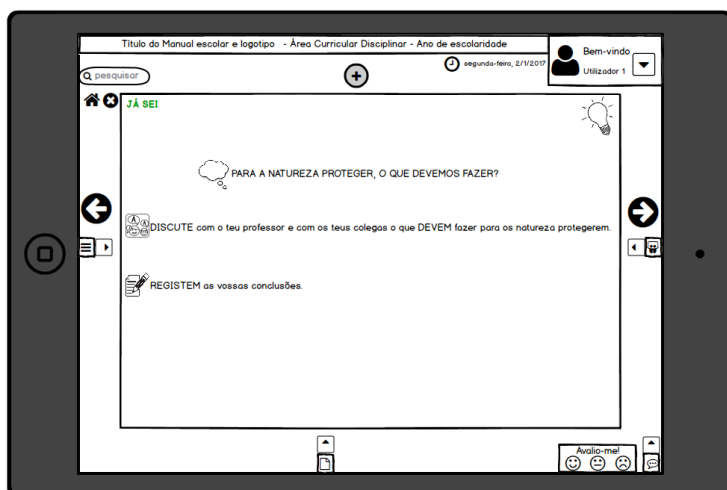 Título do Manual escolar e logotipo - Área Curricular Disciplinar - Ano de escolaridade
Bem-vindo
Utilizador 1
segunda-feira, 2/1/2017
pesquisar
JÁ SEI
PARA A NATUREZA PROTEGER, O QUE DEVEMOS FAZER?
DISCUTE com o teu professor e com os teus colegas o que DEVEM fazer para os natureza protegerem.
REGISTEM as vossas conclusões.
Avalio-me!